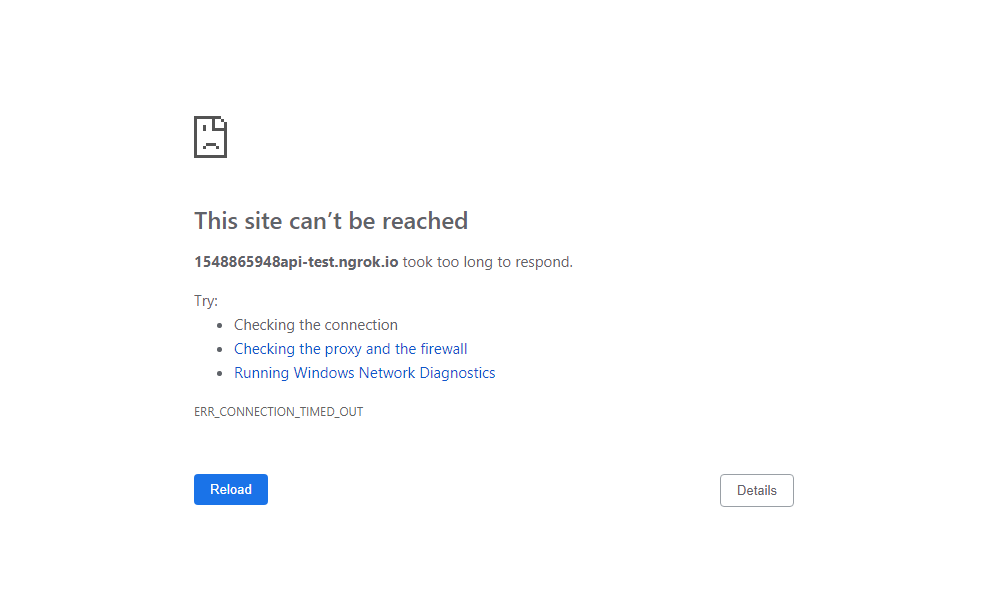 This site can’t be reached
1548865948api-test.ngrok.io took too long to respond.
Try:
Checking the connection
Checking the proxy and the firewall
Running Windows Network Diagnostics
ERR_CONNECTION_TIMED_OUT
Reload
Details